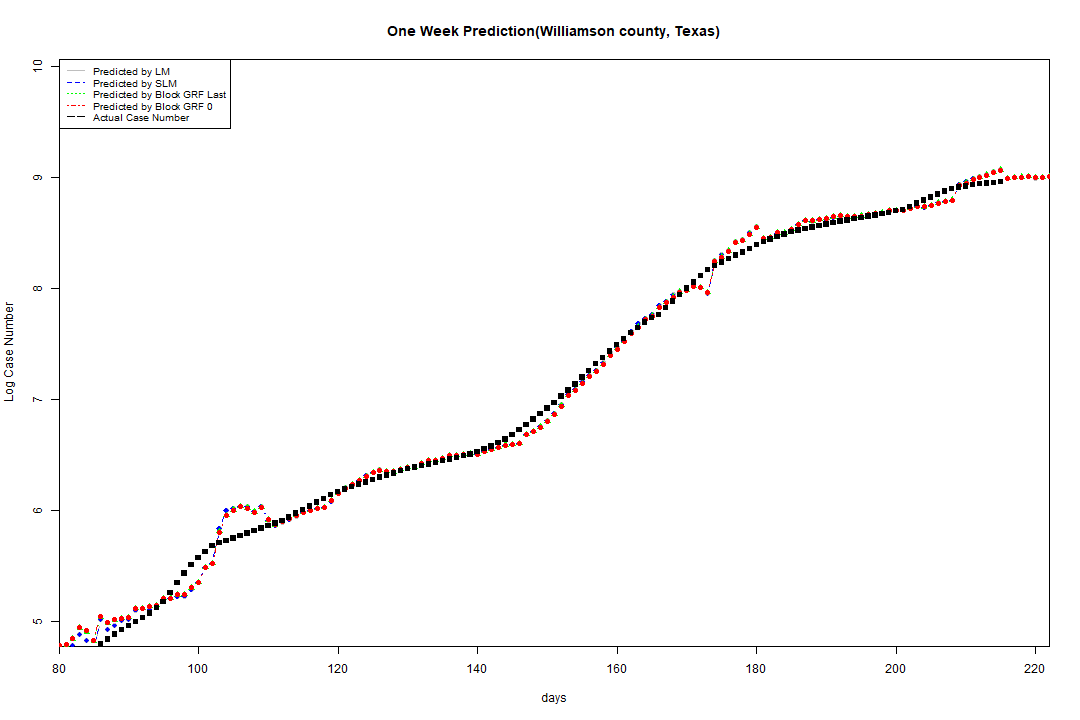 One Week Prediction(Williamson county, Texas)
Predicted by LM
Predicted by SLM
Predicted by Block GRF Last
Predicted by Block GRF 0
Actual Case Number
Log Case Number
10
9
8
7
6
5
80 100 120 140 160 180 200 220
days